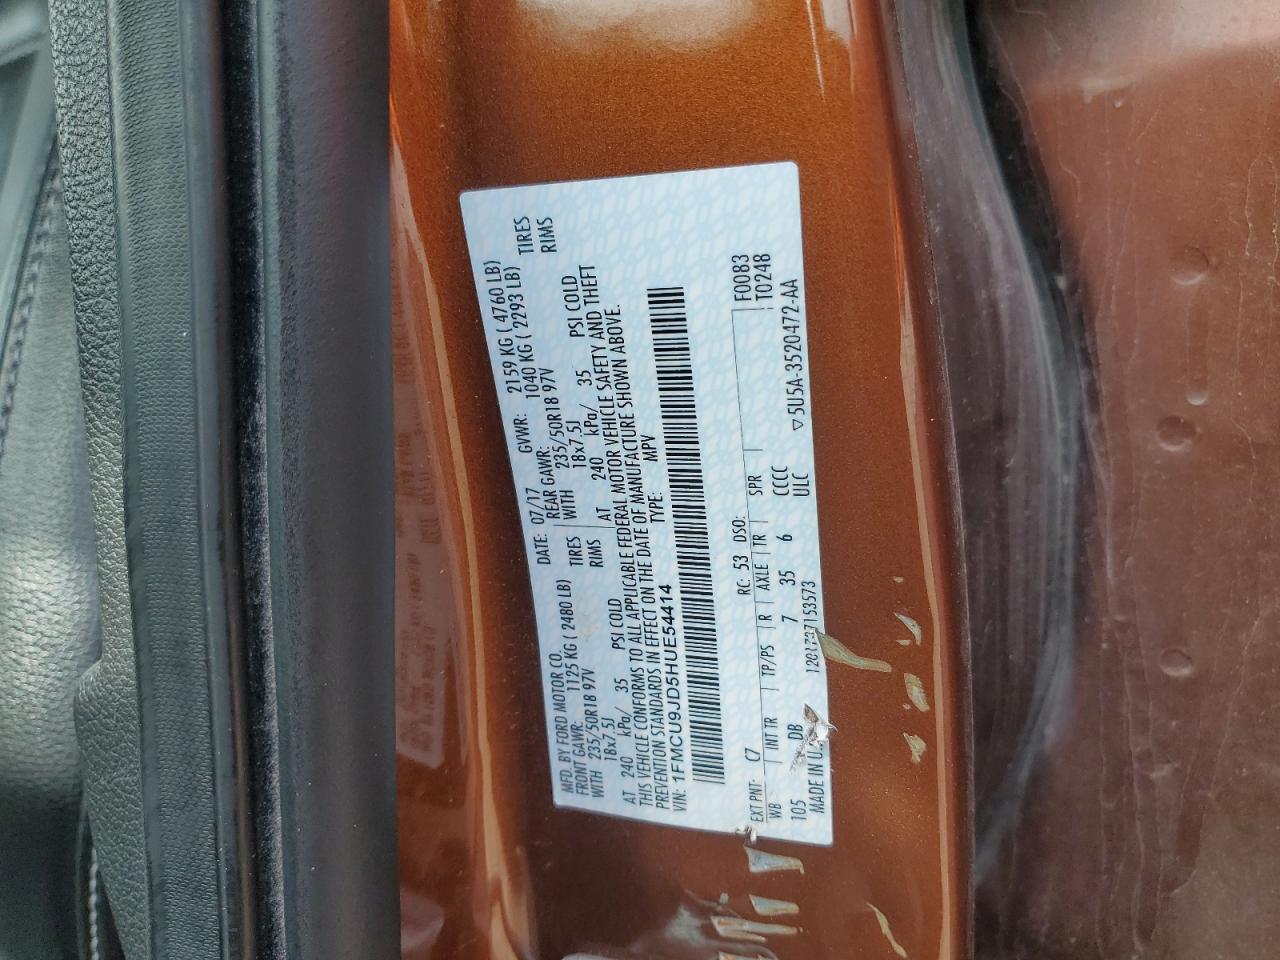 MFD. BY FORD MOTOR CO. DATE: 07/17 GVWR: 2159 KG ( 4760 LB)
FRONT GAWR: 1125 KG ( 2480 LB) REAR GAWR: 1040 KG ( 2293 LB)
WITH 235/50R18 97V TIRES WITH 235/50R18 97V TIRES
18x7.5J RIMS 18x7.5J RIMS
AT 240 kPa/ 35 PSI COLD AT 240 kPa/ 35 PSI COLD
THIS VEHICLE CONFORMS TO ALL APPLICABLE FEDERAL MOTOR VEHICLE SAFETY AND THEFT
PREVENTION STANDARDS IN EFFECT ON THE DATE OF MANUFACTURE SHOWN ABOVE.
VIN: 1FMCU9JD5HUE54414 TYPE: MPV
EXT PNT: C7 RC: 53 DSO: F0083
WB INT TR TP/PS R AXLE TR SPR T0248
105 DB 7 35 6 CCCC
MADE IN 153573 ULC ▽5U5A-3520472-AA